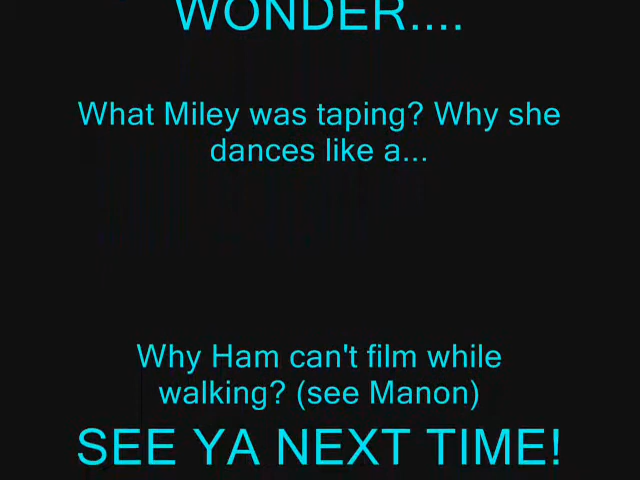 WONDER....
What Miley was taping? Why she
dances like a...
Why Ham can't film while
walking? (see Manon)
SEE YA NEXT TIME!